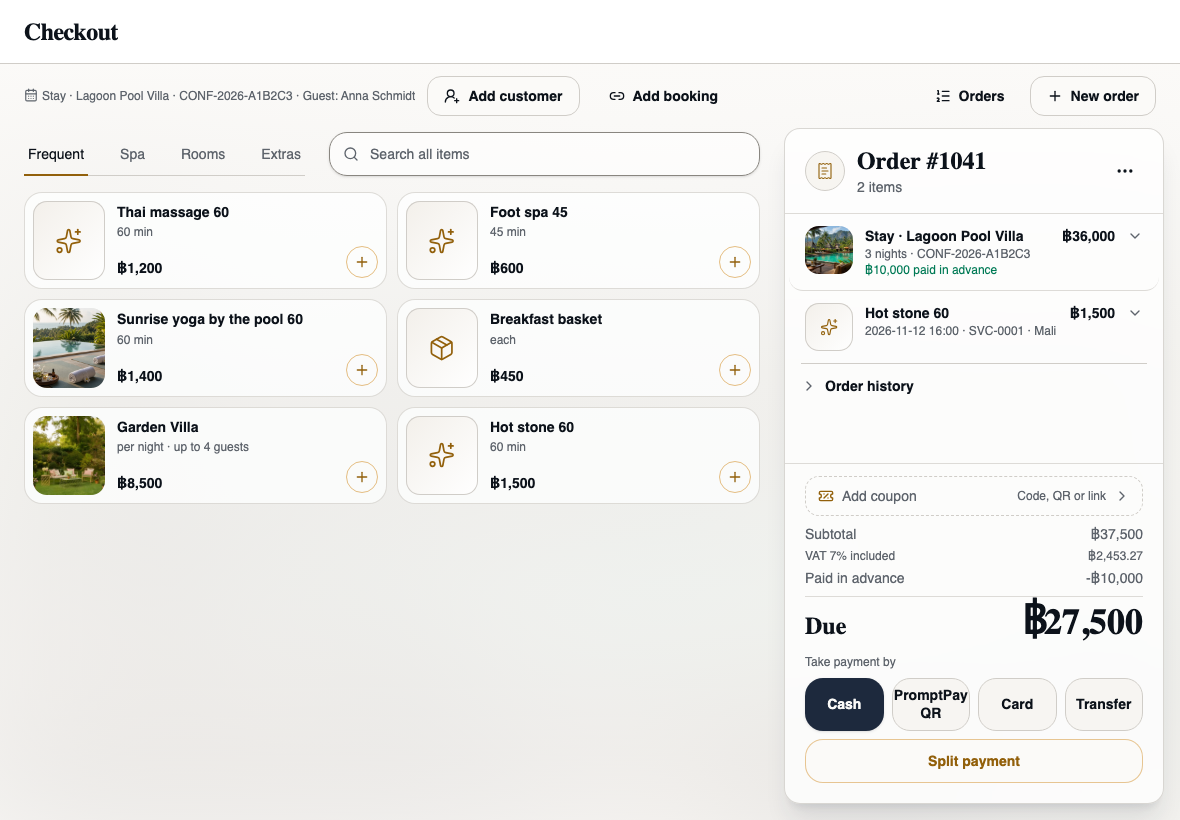 Checkout
Stay · Lagoon Pool Villa · CONF-2026-A1B2C3 · Guest: Anna Schmidt
Add customer
Add booking
Orders
New order
Frequent
Spa
Rooms
Extras
Search all items
Thai massage 60
60 min
฿1,200
Foot spa 45
45 min
฿600
Sunrise yoga by the pool 60
60 min
฿1,400
Breakfast basket
each
฿450
Garden Villa
per night · up to 4 guests
฿8,500
Hot stone 60
60 min
฿1,500
Order #1041
2 items
Stay · Lagoon Pool Villa ฿36,000
3 nights · CONF-2026-A1B2C3
฿10,000 paid in advance
Hot stone 60 ฿1,500
2026-11-12 16:00 · SVC-0001 · Mali
Order history
Add coupon Code, QR or link
Subtotal ฿37,500
VAT 7% included ฿2,453.27
Paid in advance -฿10,000
Due ฿27,500
Take payment by
Cash
PromptPay
QR
Card
Transfer
Split payment